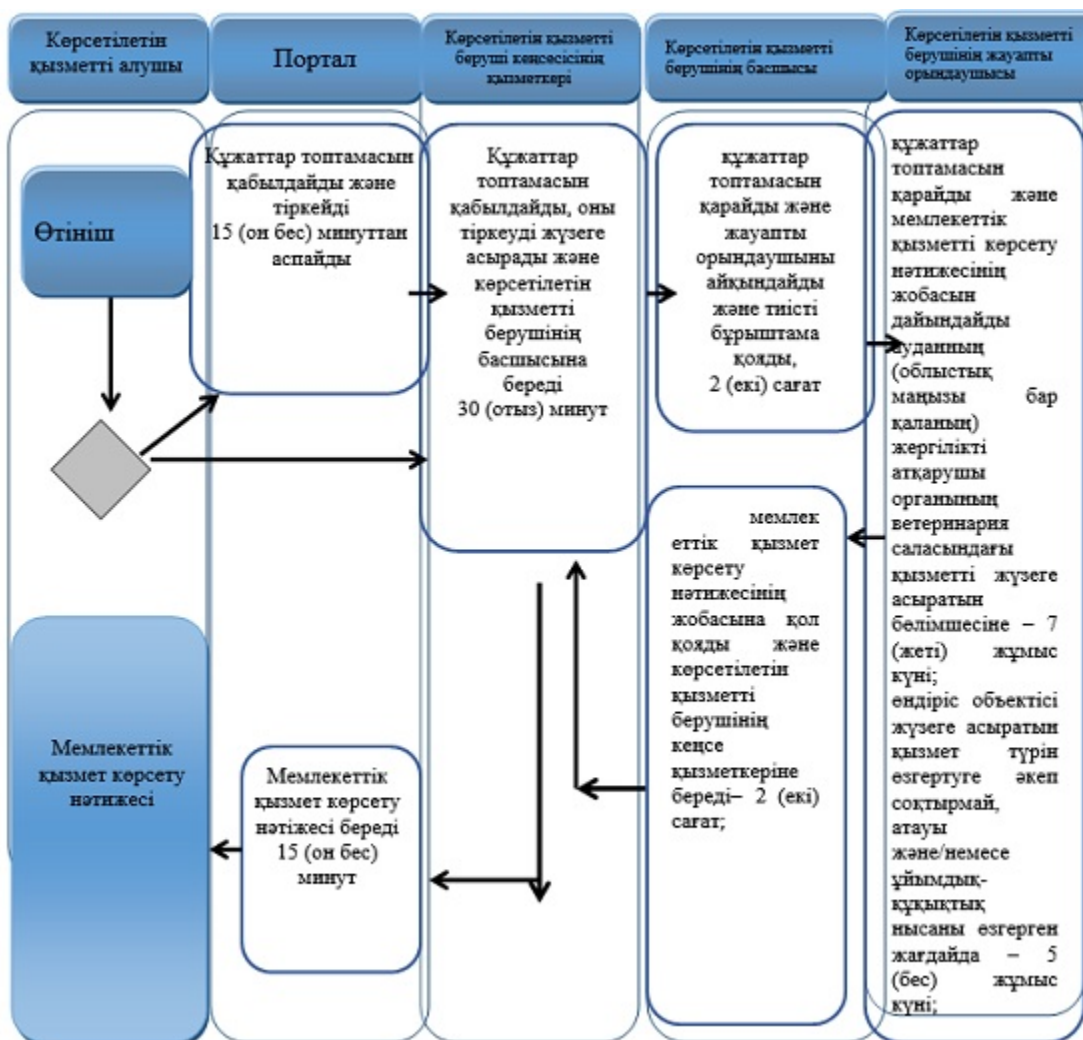 Көрсетілетін
қызметті алушы
Портал
Көрсетілетін қызметті
беруші кеңсесісінің
қызметкері
Көрсетілетін қызметті
берушінің басшысы
Көрсетілетін қызметті
берушінің жауапты
орындаушысы
Өтініш
Құжаттар топтамасын
қабылдайды және
тіркейді
15 (он бес) минуттан
аспайды
Құжаттар
топтамасын
қабылдайды, оны
тіркеуді жүзеге
асырады және
көрсетілетін
қызметті
берушінің
басшысына
береді
30 (отыз) минут
құжаттар
топтамасын
қарайды және
жауапты
орындаушыны
айқындайды
және тиісті
бұрыштама
қояды,
2 (екі) сағат
құжаттар
топтамасын
қарайды және
мемлекеттік
қызметті көрсету
нәтижесінің
жобасын
дайындайды
ауданның
(облыстық
маңызы бар
қаланың)
жергілікті
атқарушы
органының
ветеринария
саласындағы
қызметті жүзеге
асыратын
бөлімшесіне – 7
(жеті) жұмыс
күні;
өндіріс объектісі
жүзеге асыратын
қызмет түрін
өзгертуге әкеп
соқтырмай,
атауы
және/немесе
ұйымдық-
құқықтық
нысаны өзгерген
жағдайда – 5
(бес) жұмыс
күні;
мемлек
еттік қызмет
көрсету
нәтижесінің
жобасына қол
қояды және
көрсетілетін
қызметті
берушінің
кеңсе
қызметкеріне
береді– 2 (екі)
сағат;
Мемлекеттік
қызмет көрсету
нәтіжесі береді
15 (он бес)
минут
Мемлекеттік
қызмет көрсету
нәтижесі